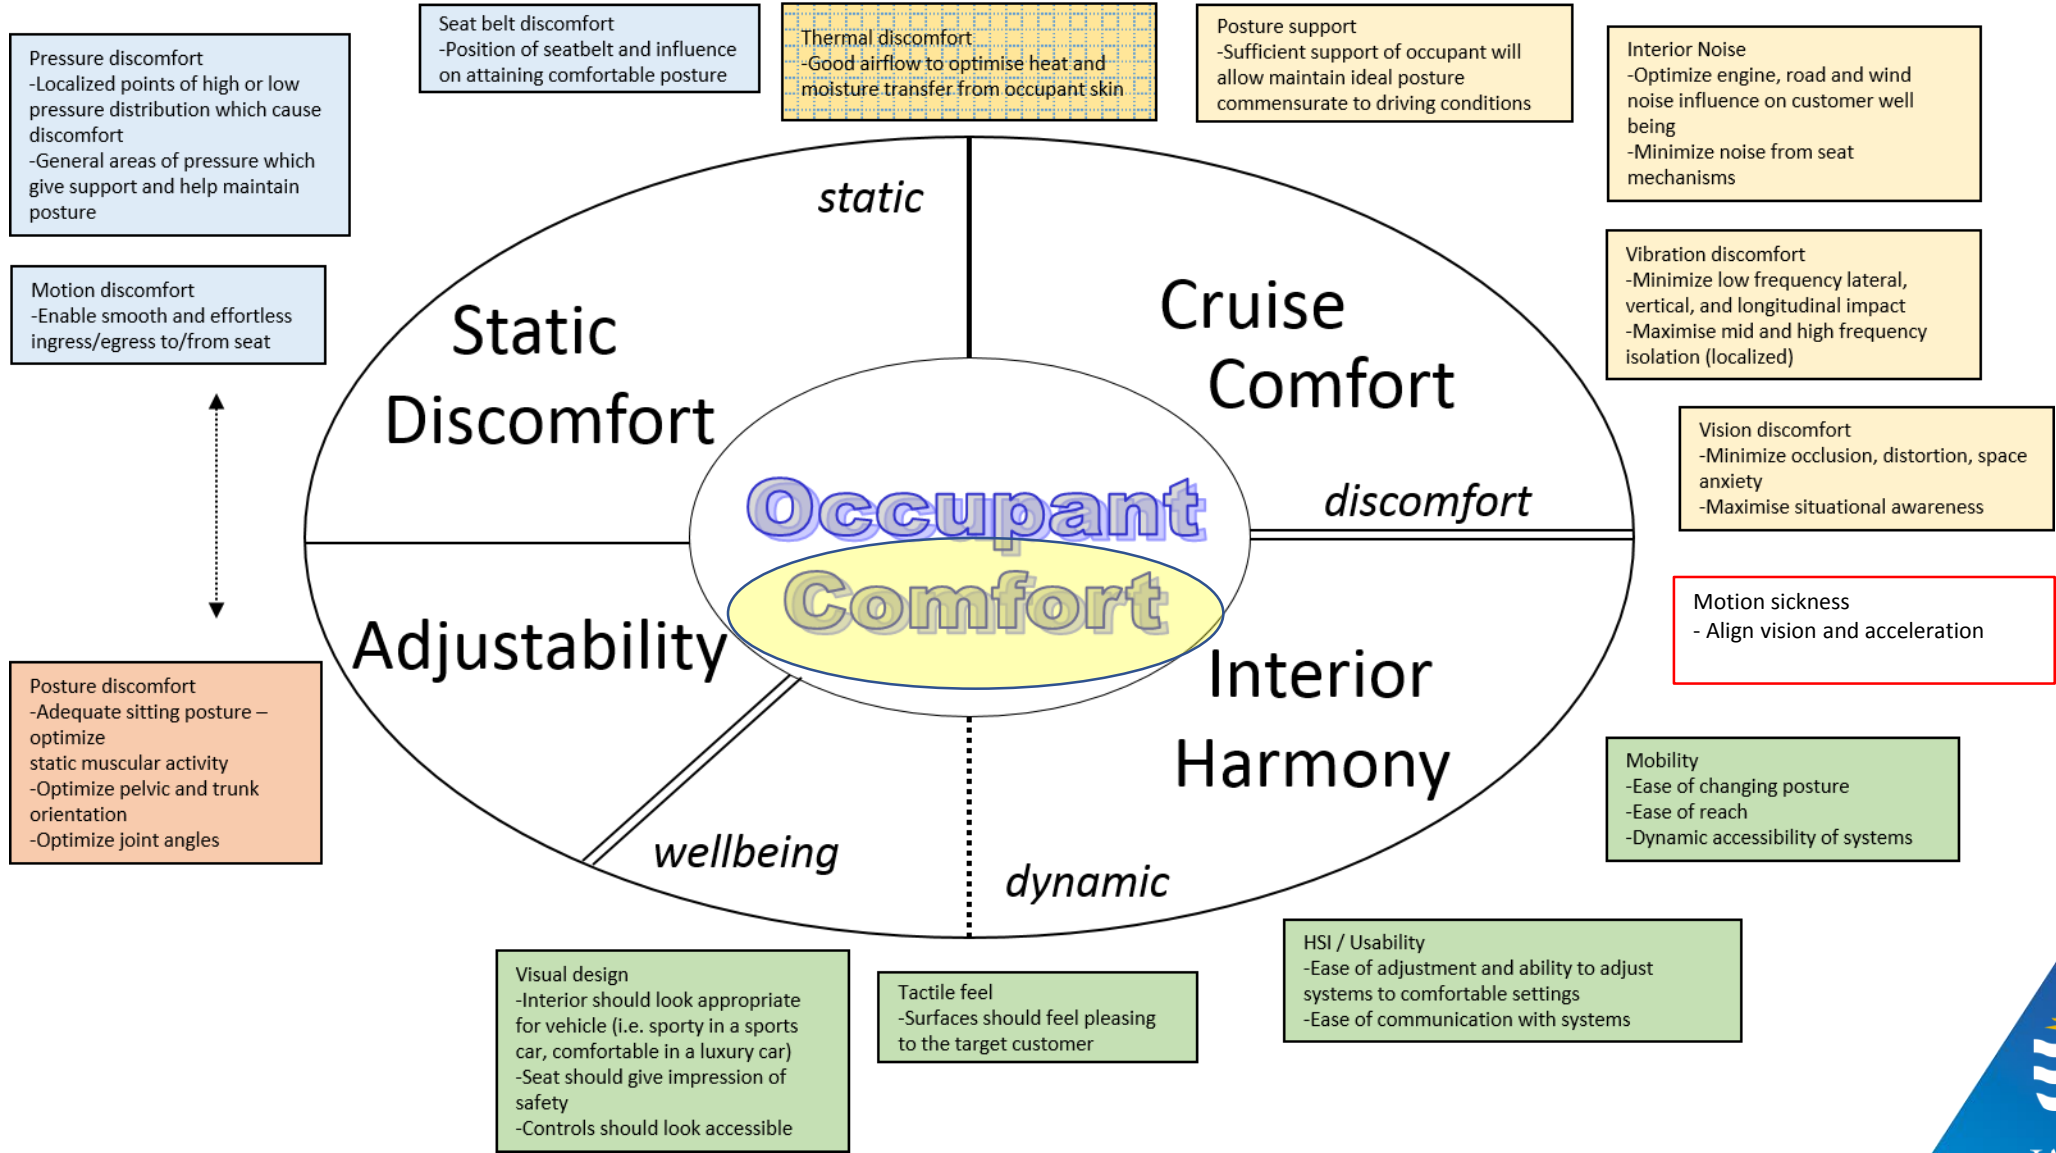 Seat belt discomfort
-Position of seatbelt and influence
on attaining comfortable posture
Thermal discomfort
-Good airflow to optimise heat and
moisture transfer from occupant skin
Posture support
-Sufficient support of occupant will
allow maintain ideal posture
commensurate to driving conditions
Interior Noise
-Optimize engine, road and wind
noise influence on customer well
being
-Minimize noise from seat
mechanisms
Pressure discomfort
-Localized points of high or low
pressure distribution which cause
discomfort
-General areas of pressure which
give support and help maintain
posture
Motion discomfort
-Enable smooth and effortless
ingress/egress to/from seat
Vibration discomfort
-Minimize low frequency lateral,
vertical, and longitudinal impact
-Maximise mid and high frequency
isolation (localized)
Vision discomfort
-Minimize occlusion, distortion, space
anxiety
-Maximise situational awareness
static
Static
Discomfort
Cruise
Comfort
discomfort
Occupant
Comfort
Adjustability
Interior
Harmony
wellbeing
dynamic
Motion sickness
- Align vision and acceleration
Posture discomfort
-Adequate sitting posture –
optimize
static muscular activity
-Optimize pelvic and trunk
orientation
-Optimize joint angles
Mobility
-Ease of changing posture
-Ease of reach
-Dynamic accessibility of systems
HSI / Usability
-Ease of adjustment and ability to adjust
systems to comfortable settings
-Ease of communication with systems
Visual design
-Interior should look appropriate
for vehicle (i.e. sporty in a sports
car, comfortable in a luxury car)
-Seat should give impression of
safety
-Controls should look accessible
Tactile feel
-Surfaces should feel pleasing
to the target customer